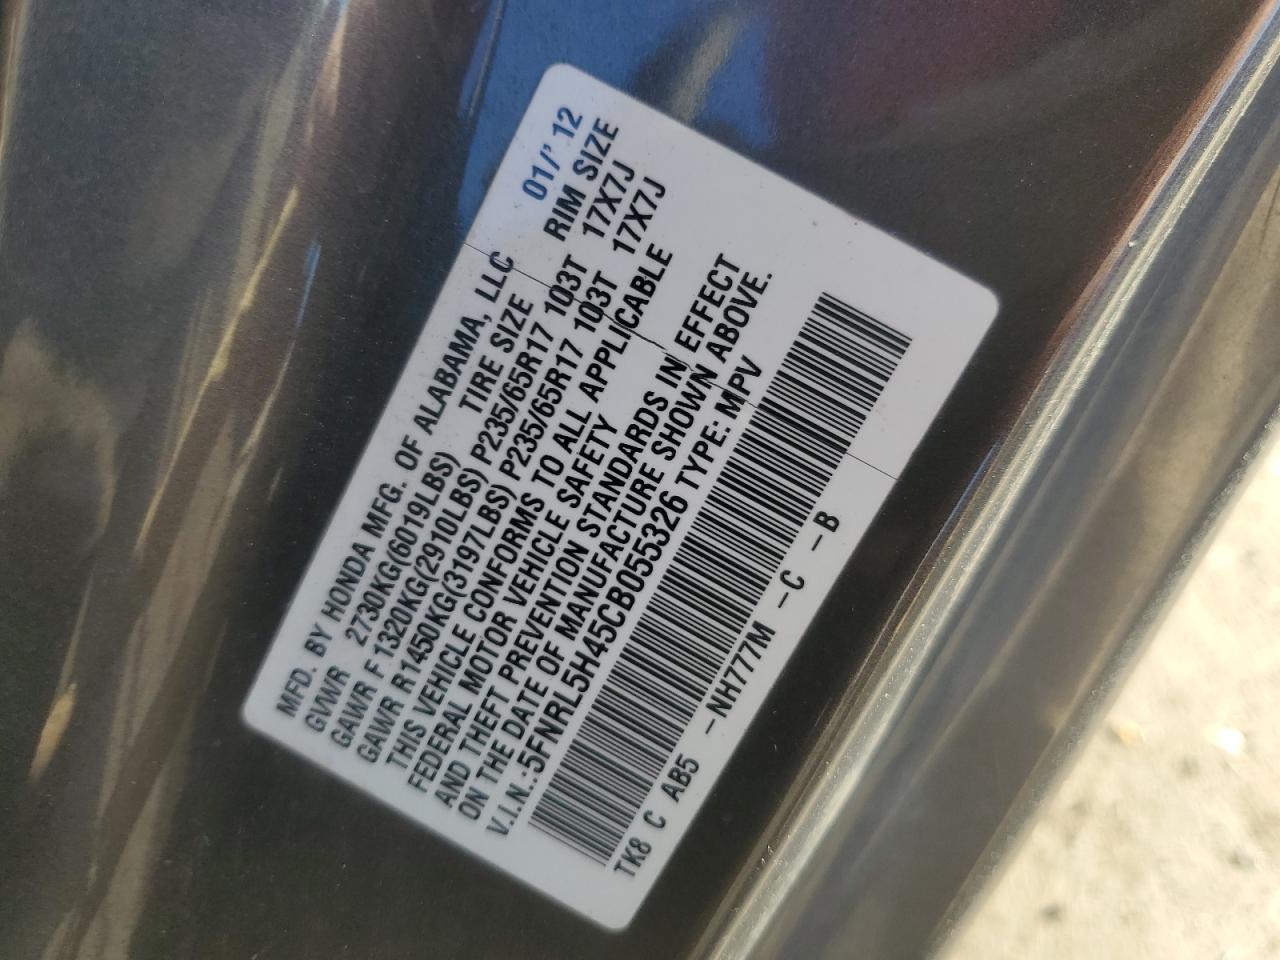 MFD. BY HONDA MFG. OF ALABAMA, LLC 01/'12
GVWR 2730KG(6019LBS) TIRE SIZE RIM SIZE
GAWR F 1320KG(2910LBS) P235/65R17 103T 17X7J
GAWR R 1450KG(3197LBS) P235/65R17 103T 17X7J
THIS VEHICLE CONFORMS TO ALL APPLICABLE
FEDERAL MOTOR VEHICLE SAFETY
AND THEFT PREVENTION STANDARDS IN EFFECT
ON THE DATE OF MANUFACTURE SHOWN ABOVE.
V.I.N.:5FNRL5H45CB055326 TYPE: MPV
TK8 C AB5 -NH777M -C -B